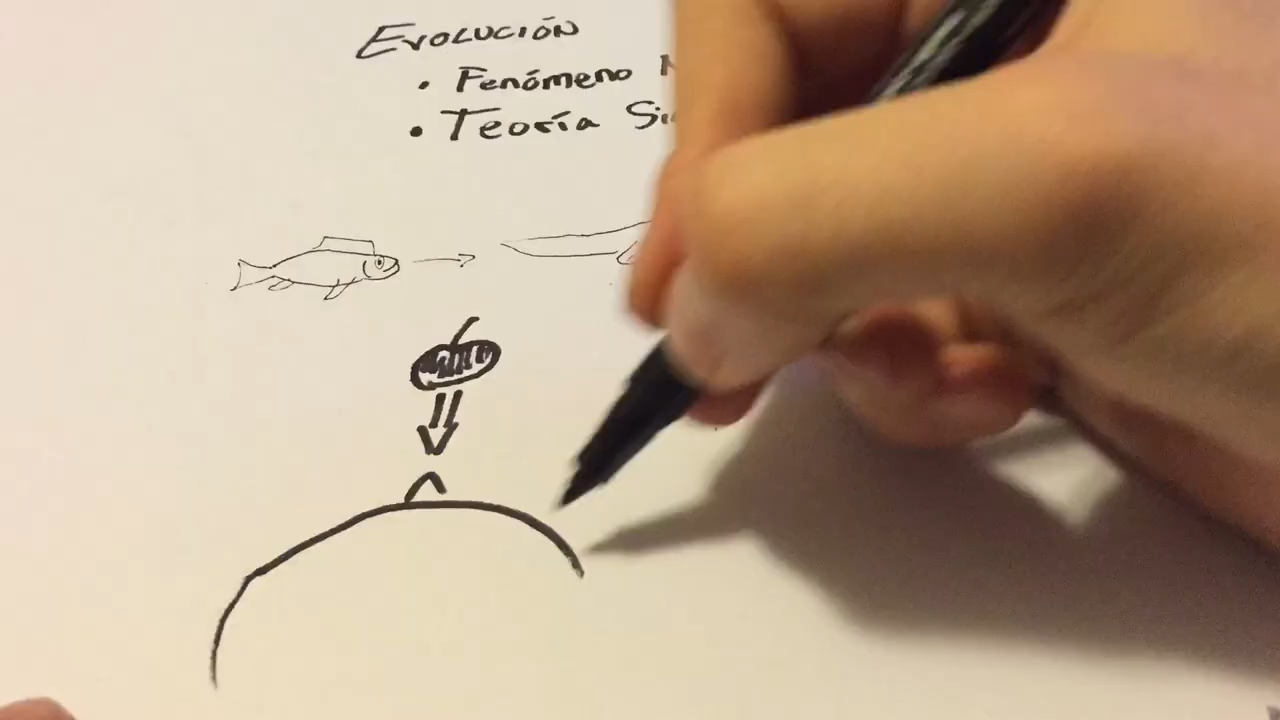 Evolución
• Fenómeno
• Teoría